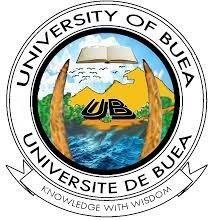 UNIVERSITY OF BUEA
UB
UNIVERSITE DE BUEA
KNOWLEDGE WITH WISDOM